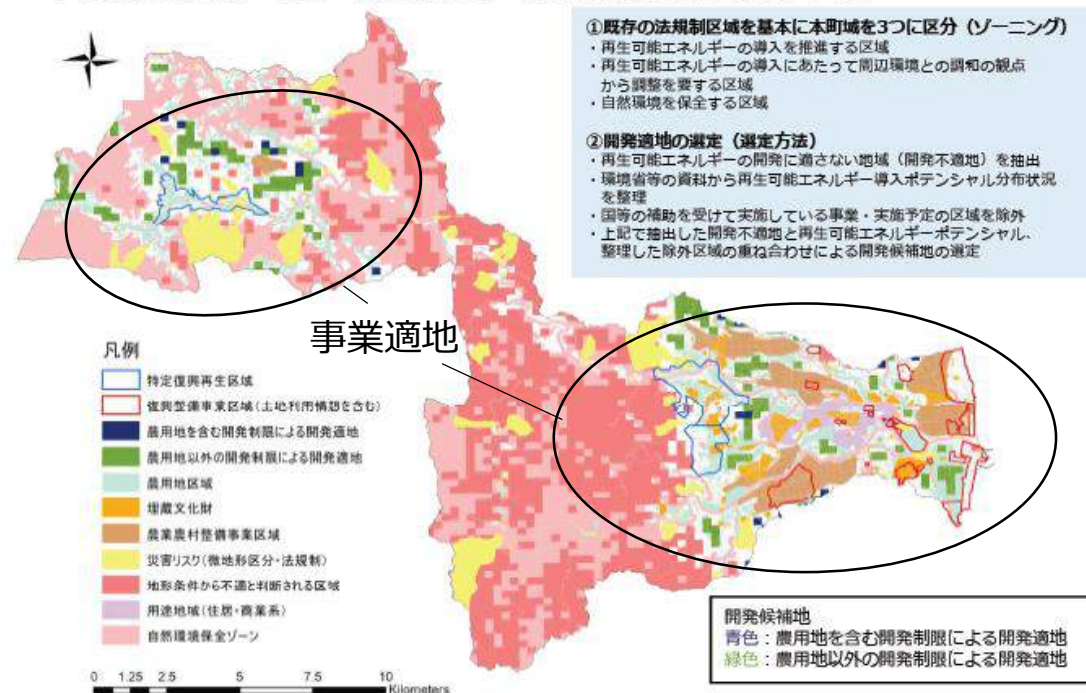 ①既存の法規制区域を基本に本町域を3つに区分（ゾーニング）
・再生可能エネルギーの導入を推進する区域
・再生可能エネルギーの導入にあたって周辺環境との調和の観点
から調整を要する区域
・自然環境を保全する区域
②開発適地の選定（選定方法）
・再生可能エネルギーの開発に適さない地域（開発不適地）を抽出
・環境省等の資料から再生可能エネルギー導入ポテンシャル分布状況
を整理
・国等の補助を受けて実施している事業・実施予定の区域を除外
・上記で抽出した開発不適地と再生可能エネルギーポテンシャル、
整理した除外区域の重ね合わせによる開発候補地の選定
事業適地
凡例
特定復興再生区域
復興整備事業区域（土地利用構想を含む）
農用地を含む開発制限による開発適地
農用地以外の開発制限による開発適地
農用地区域
埋蔵文化財
農業農村整備事業区域
災害リスク（微地形区分・法規制）
地形条件から不適と判断される区域
用途地域（住居・商業系）
自然環境保全ゾーン
0 1.25 2.5 5 7.5 10
Kilometers
開発候補地
青色：農用地を含む開発制限による開発適地
緑色：農用地以外の開発制限による開発適地